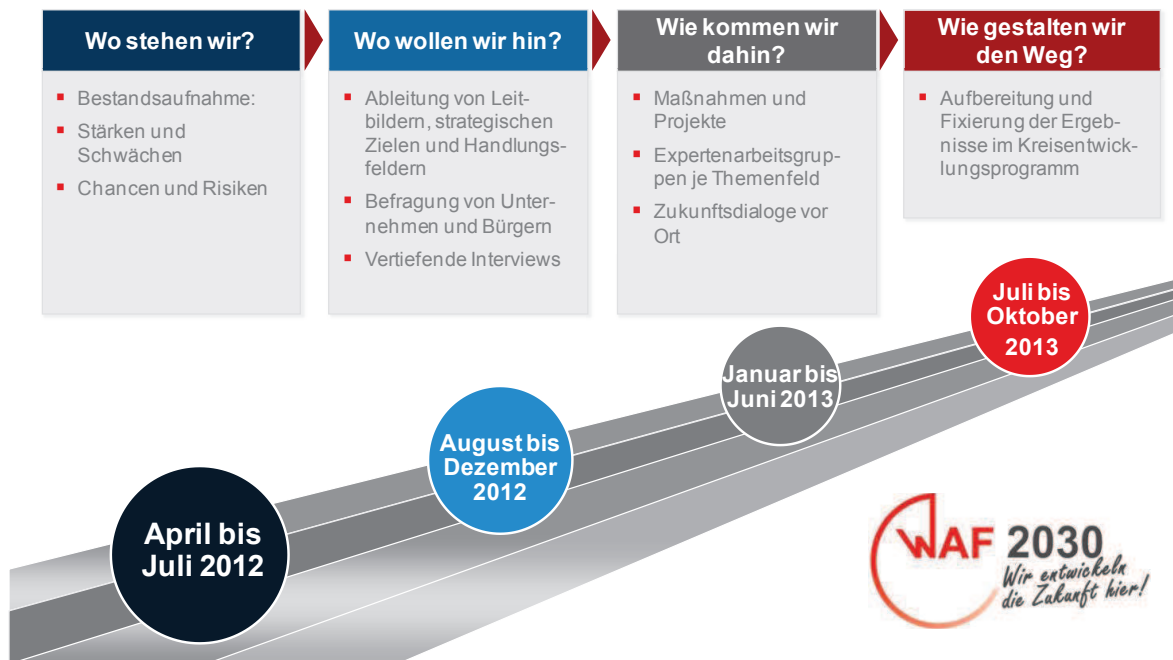 Wo stehen wir?
Bestandsaufnahme:
Stärken und
Schwächen
Chancen und Risiken
Wo wollen wir hin?
Ableitung von Leit-
bildern, strategischen
Zielen und Handlungs-
feldern
Befragung von Unter-
nehmen und Bürgern
Vertiefende Interviews
Wie kommen wir
dahin?
Maßnahmen und
Projekte
Expertenarbeitsgrup-
pen je Themenfeld
Zukunftsdialoge vor
Ort
Wie gestalten wir
den Weg?
Aufbereitung und
Fixierung der Ergeb-
nisse im Kreisentwick-
lungsprogramm
April bis
Juli 2012
August bis
Dezember
2012
Januar bis
Juni 2013
Juli bis
Oktober
2013
WAF 2030
Wir entwickeln
die Zukunft hier!